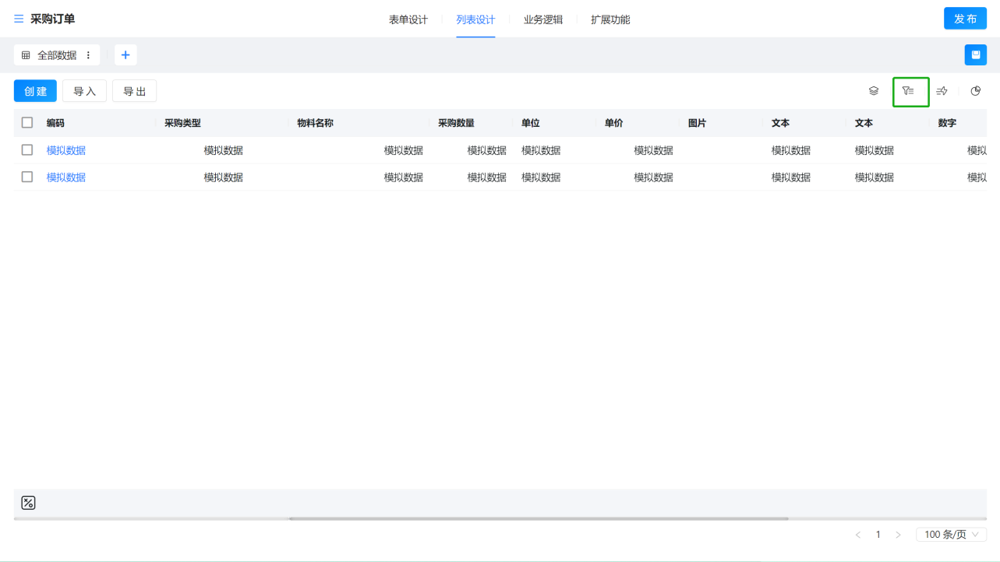 采购订单 表单设计 列表设计 业务逻辑 扩展功能 发布
全部数据
创建 导入 导出
编码 采购类型 物料名称 采购数量 单位 单价 图片 文本 文本 数字
模拟数据 模拟数据 模拟数据 模拟数据 模拟数据 模拟数据 模拟数据 模拟数据 模拟
模拟数据 模拟数据 模拟数据 模拟数据 模拟数据 模拟数据 模拟数据 模拟数据 模拟
< 1 > 100 条/页